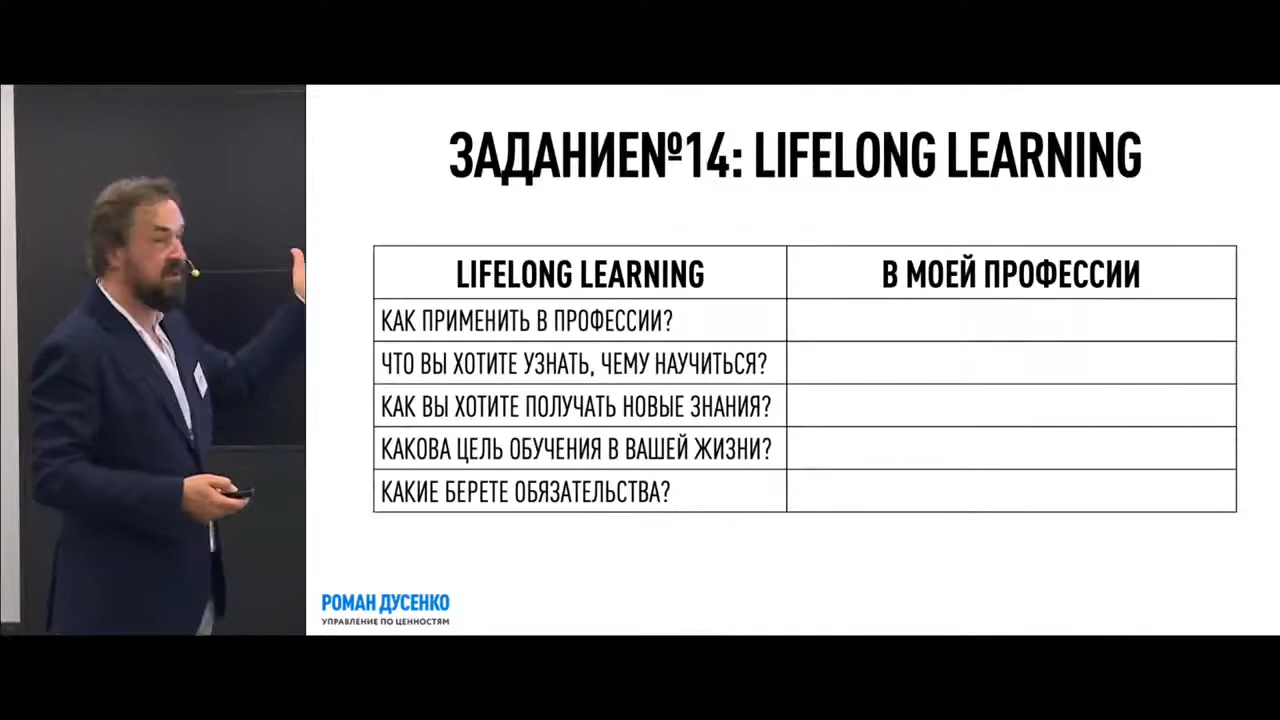 ЗАДАНИЕ№14: LIFELONG LEARNING
LIFELONG LEARNING
В МОЕЙ ПРОФЕССИИ
КАК ПРИМЕНИТЬ В ПРОФЕССИИ?
ЧТО ВЫ ХОТИТЕ УЗНАТЬ, ЧЕМУ НАУЧИТЬСЯ?
КАК ВЫ ХОТИТЕ ПОЛУЧАТЬ НОВЫЕ ЗНАНИЯ?
КАКОВА ЦЕЛЬ ОБУЧЕНИЯ В ВАШЕЙ ЖИЗНИ?
КАКИЕ БЕРЕТЕ ОБЯЗАТЕЛЬСТВА?
РОМАН ДУСЕНКО
УПРАВЛЕНИЕ ПО ЦЕННОСТЯМ